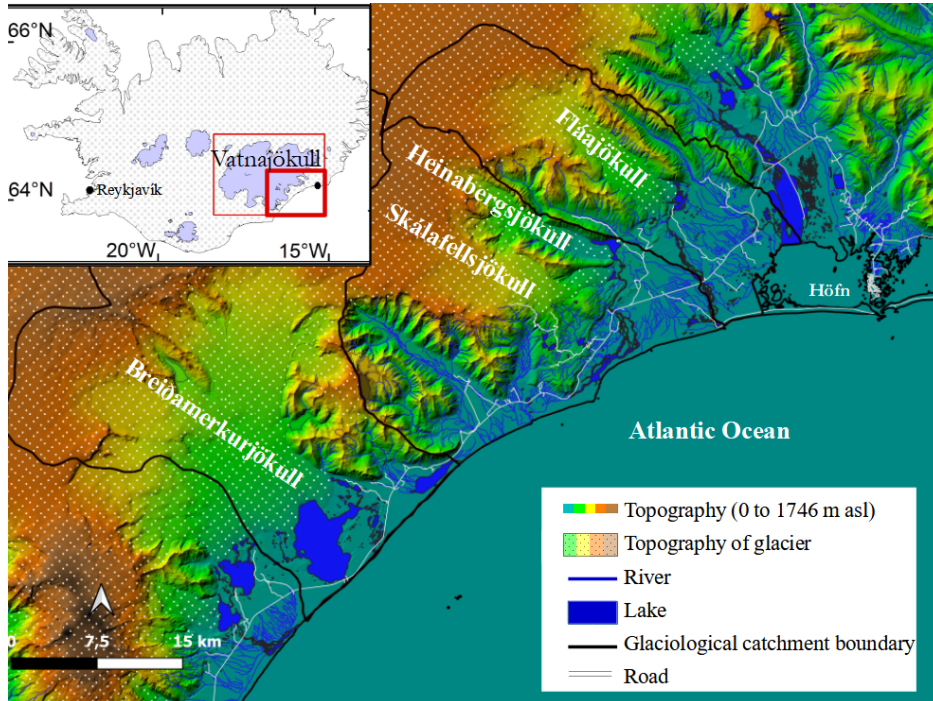 66°N
Vatnajökull
64°N
Reykjavík
20°W
15°W
Fláajökull
Heinabergsjökull
Skálafellsjökull
Breiðamerkurjökull
Höfn
Atlantic Ocean
Topography (0 to 1746 m asl)
Topography of glacier
River
Lake
Glaciological catchment boundary
Road
0 7,5 15 km